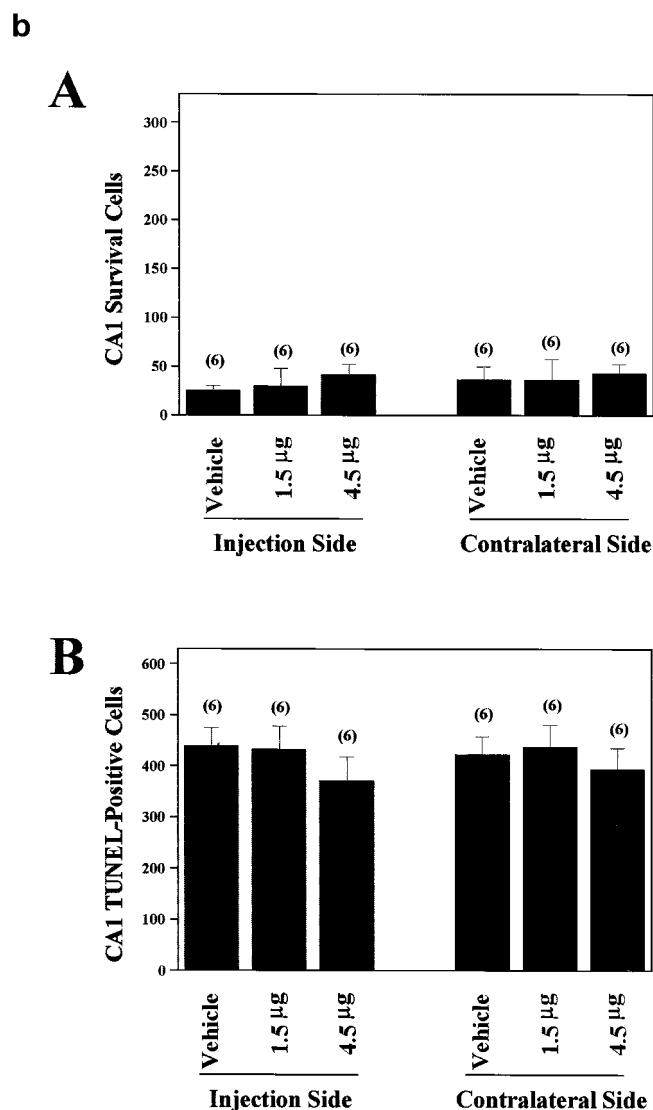 b
A
CA1 Survival Cells
300
250
200
150
100
50
0
(6) (6) (6) (6) (6) (6)
Vehicle 1.5 μg 4.5 μg Vehicle 1.5 μg 4.5 μg
Injection Side Contralateral Side
B
CA1 TUNEL-Positive Cells
600
500
400
300
200
100
0
(6) (6) (6) (6) (6) (6)
Vehicle 1.5 μg 4.5 μg Vehicle 1.5 μg 4.5 μg
Injection Side Contralateral Side